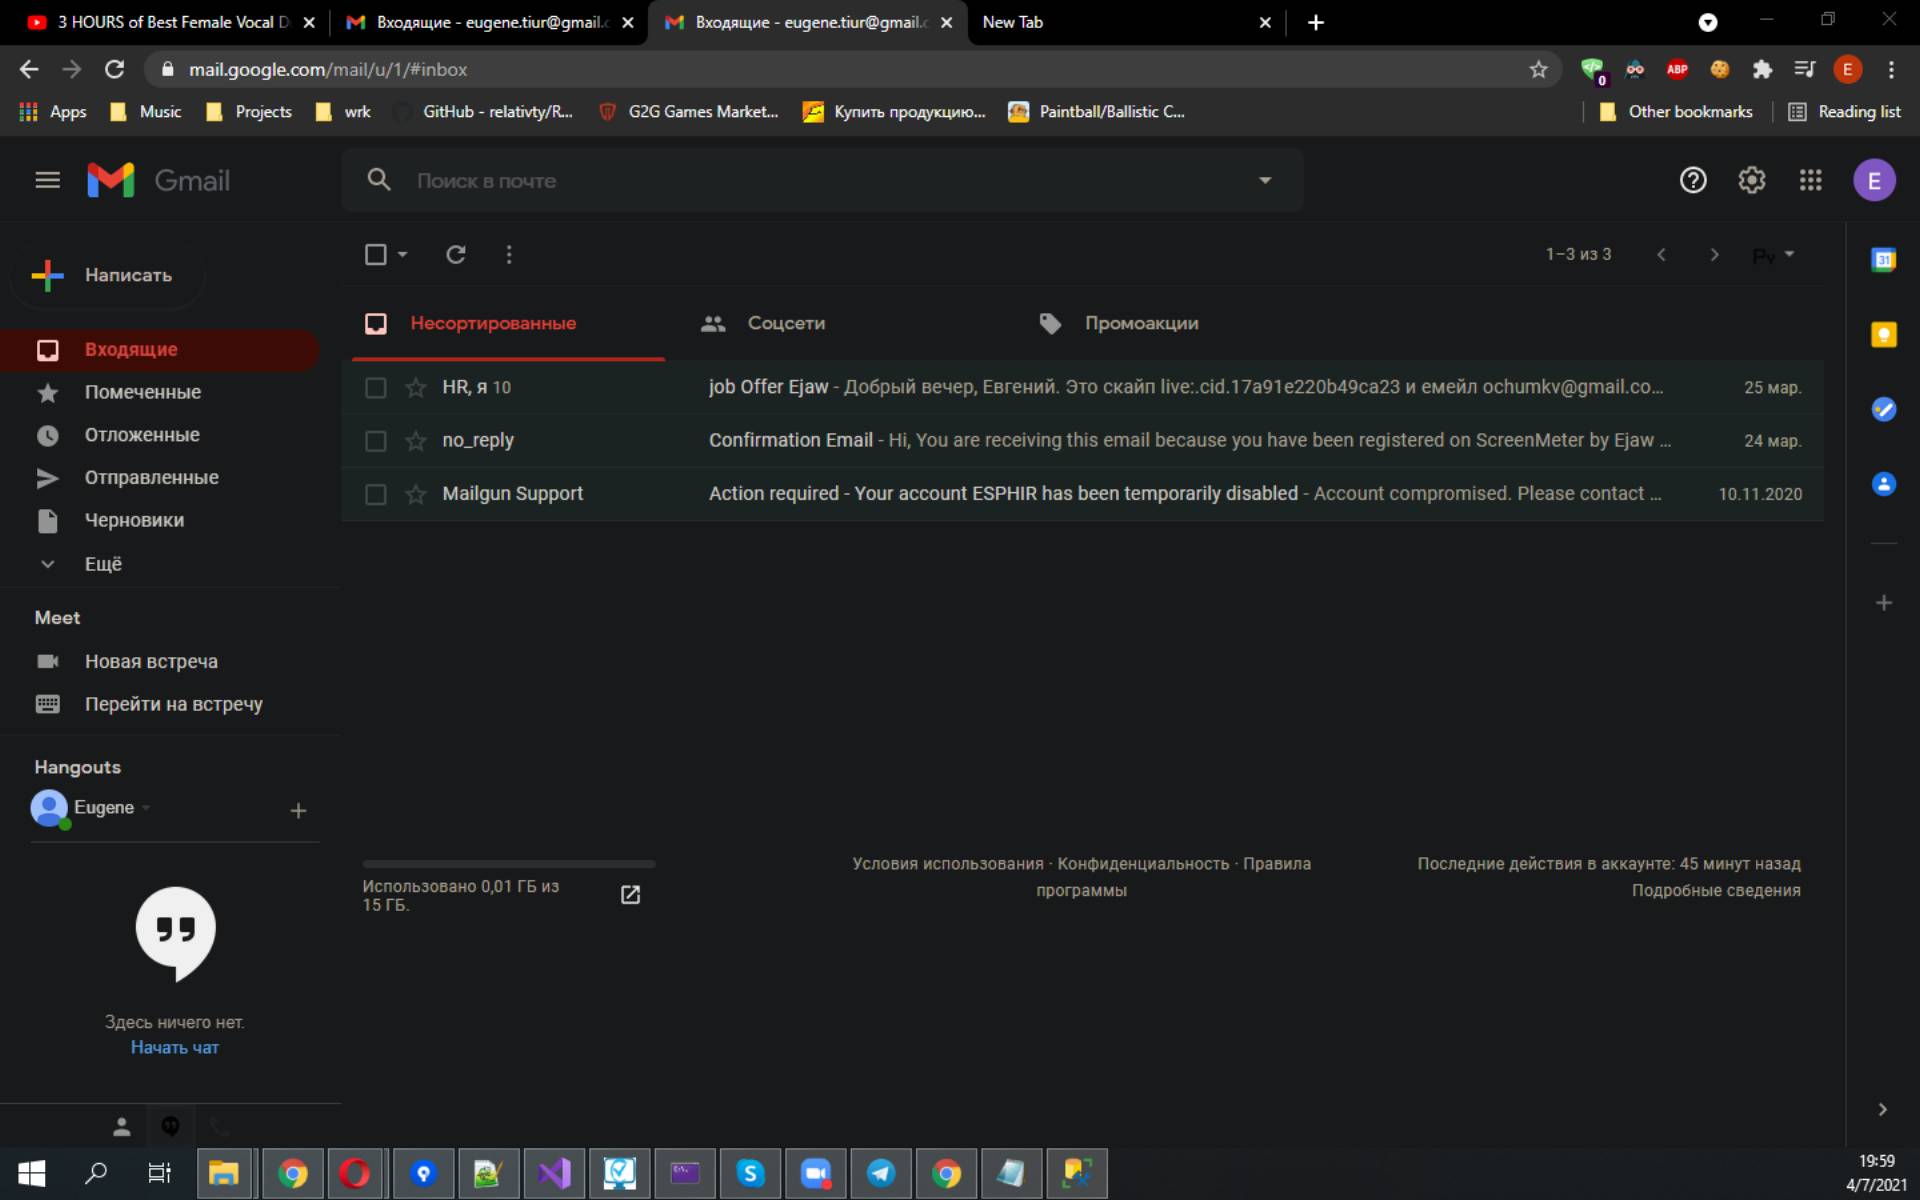 3 HOURS of Best Female Vocal D
Входящие - eugene.tiur@gmail.c
Входящие - eugene.tiur@gmail.c
New Tab
mail.google.com/mail/u/1/#inbox
0
ABP
E
Apps
Music
Projects
wrk
GitHub - relativty/R...
G2G Games Market...
Купить продукцию...
Paintball/Ballistic C...
Other bookmarks
Reading list
Gmail
Поиск в почте
E
Написать
1–3 из 3
Ру
31
Несортированные
Соцсети
Промоакции
Входящие
Помеченные
Отложенные
Отправленные
Черновики
Ещё
HR, я 10
job Offer Ejaw - Добрый вечер, Евгений. Это скайп live:.cid.17a91e220b49ca23 и емейл ochumkv@gmail.co...
25 мар.
no_reply
Confirmation Email - Hi, You are receiving this email because you have been registered on ScreenMeter by Ejaw ...
24 мар.
Mailgun Support
Action required - Your account ESPHIR has been temporarily disabled - Account compromised. Please contact ...
10.11.2020
Meet
Новая встреча
Перейти на встречу
Hangouts
Eugene
Здесь ничего нет.
Начать чат
Использовано 0,01 ГБ из
15 ГБ.
Условия использования · Конфиденциальность · Правила
программы
Последние действия в аккаунте: 45 минут назад
Подробные сведения
19:59
4/7/2021